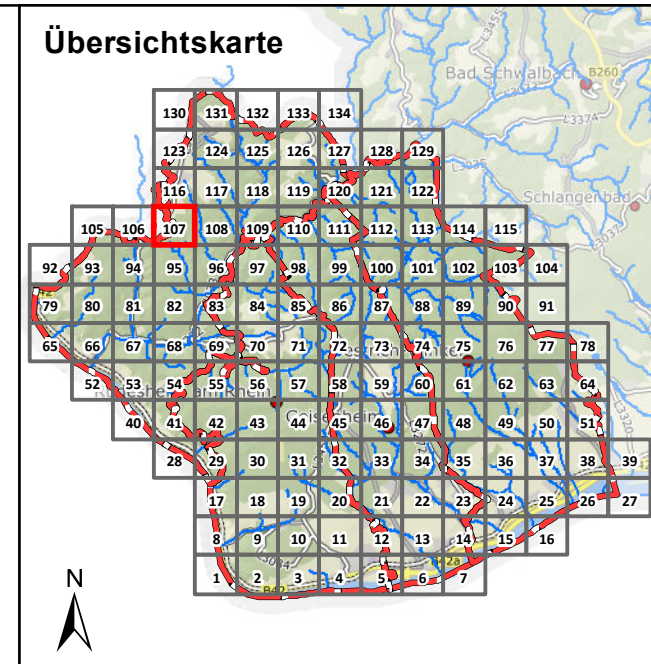 Übersichtskarte
Bad Schwalbach
B260
L3374
L3035
Schlangenbad
L3037
L3320
130 131 132 133 134
123 124 125 126 127 128 129
116 117 118 119 120 121 122
105 106 107 108 109 110 111 112 113 114 115
92 93 94 95 96 97 98 99 100 101 102 103 104
79 80 81 82 83 84 85 86 87 88 89 90 91
65 66 67 68 69 70 71 72 73 74 75 76 77 78
52 53 54 55 56 57 58 59 60 61 62 63 64
40 41 42 43 44 45 46 47 48 49 50 51
28 29 30 31 32 33 34 35 36 37 38 39
17 18 19 20 21 22 23 24 25 26 27
8 9 10 11 12 13 14 15 16
1 2 3 4 5 6 7
Geisenheim
L3034
B42
B42a
N